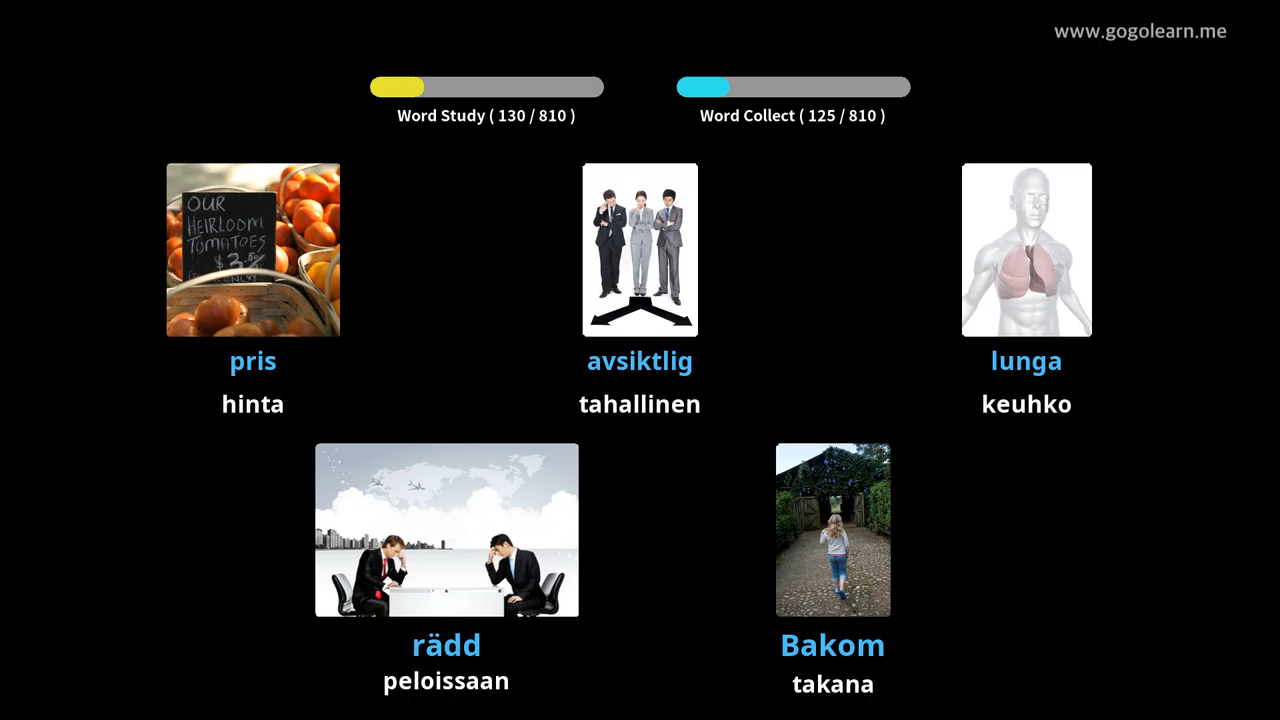 www.gogolearn.me
Word Study ( 130 / 810 )
Word Collect ( 125 / 810 )
OUR
HEIRLOOM
TOMATOES
pris
avsiktlig
lunga
hinta
tahallinen
keuhko
rädd
Bakom
peloissaan
takana